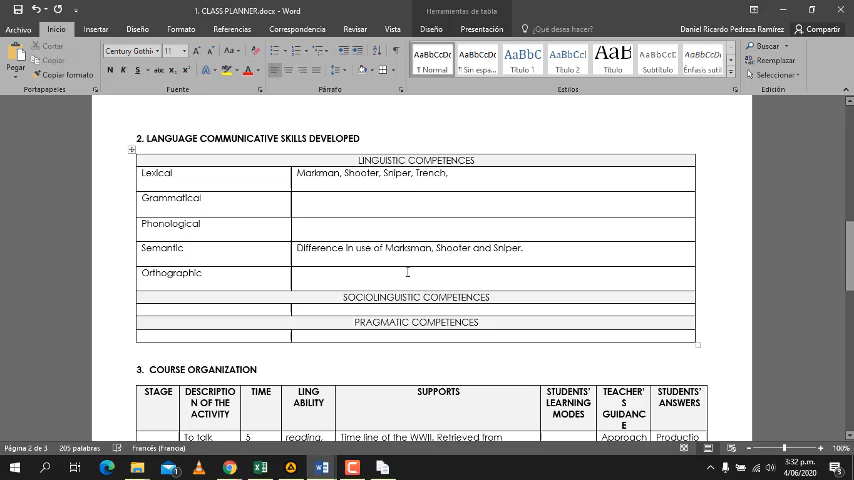 1. CLASS PLANNER.docx - Word
Herramientas de tabla
Archivo Inicio Insertar Diseño Formato Referencias Correspondencia Revisar Vista Diseño Presentación ¿Qué desea hacer? Daniel Ricardo Pedraza Ramírez Compartir
Pegar
Cortar
Copiar
Copiar formato
Century Gothic 11
N K S abc x₂ x²
AaBbCcDc AaBbCcDc AaBbC AaBbCcl AaB AaBbCcD AaBbCcDc
¶ Normal ¶ Sin espa... Título 1 Título 2 Título Subtítulo Énfasis sutil
Buscar
Reemplazar
Seleccionar
Portapapeles Fuente Párrafo Estilos Edición
2. LANGUAGE COMMUNICATIVE SKILLS DEVELOPED
LINGUISTIC COMPETENCES
Lexical Markman, Shooter, Sniper, Trench,
Grammatical
Phonological
Semantic Difference in use of Marksman, Shooter and Sniper.
Orthographic
SOCIOLINGUISTIC COMPETENCES
PRAGMATIC COMPETENCES
3. COURSE ORGANIZATION
STAGE DESCRIPTIO TIME LING SUPPORTS STUDENTS' TEACHER' STUDENTS'
N OF THE ABILITY LEARNING S ANSWERS
ACTIVITY MODES GUIDANC
E
To talk 5 reading, Time line of the WWII. Retrieved from Approach Productio
Página 2 de 3 205 palabras Francés (Francia) 100%
3:32 p.m.
4/06/2020